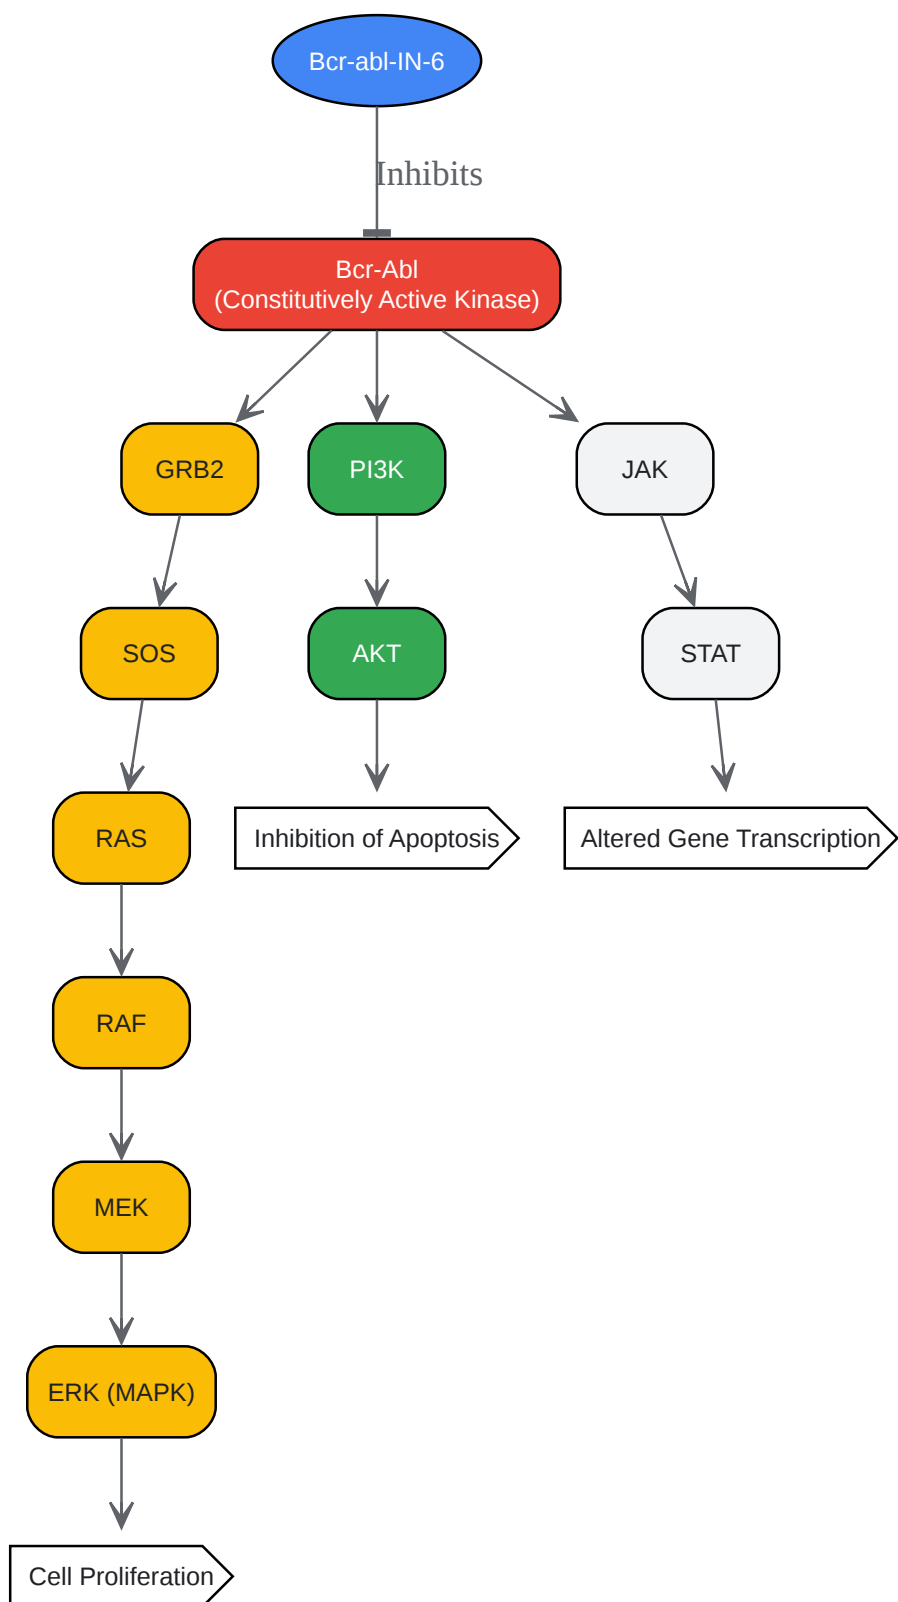 Bcr-abl-IN-6
Inhibits
Bcr-Abl
(Constitutively Active Kinase)
GRB2
PI3K
JAK
SOS
AKT
STAT
RAS
Inhibition of Apoptosis
Altered Gene Transcription
RAF
MEK
ERK (MAPK)
Cell Proliferation